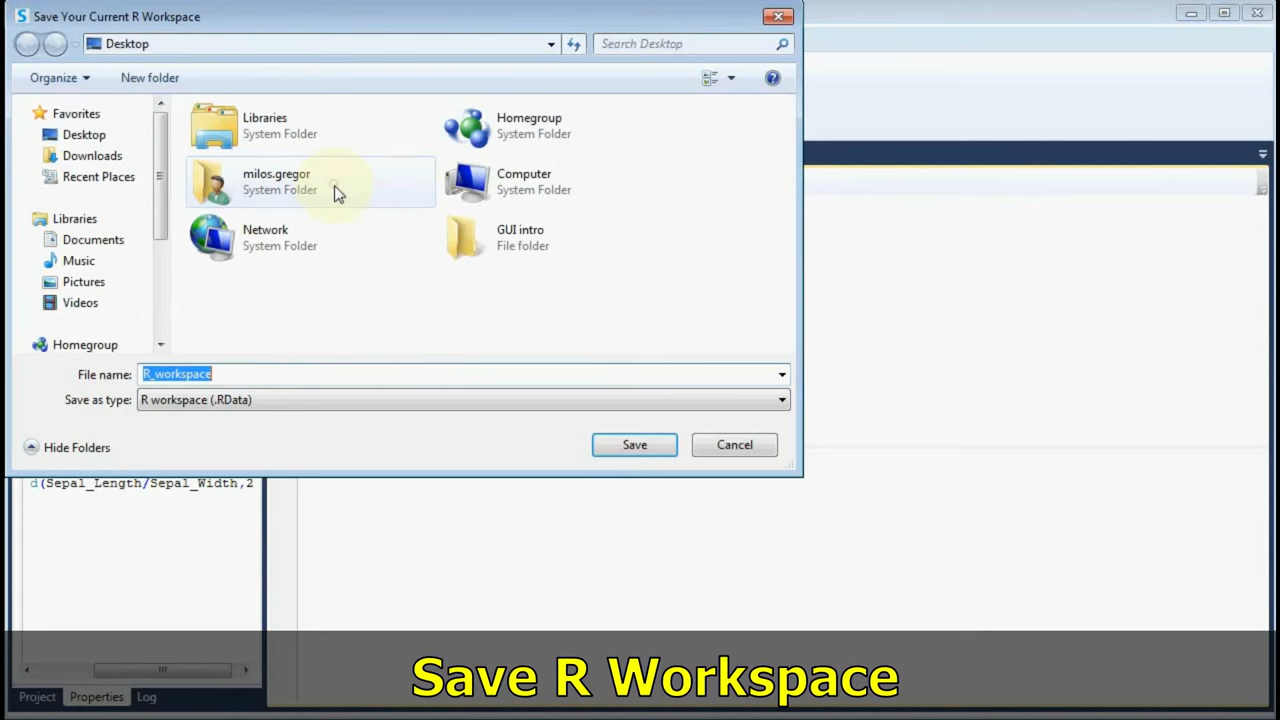 Save Your Current R Workspace
Desktop
Search Desktop
Organize
New folder
Favorites
Desktop
Downloads
Recent Places
Libraries
Documents
Music
Pictures
Videos
Homegroup
Libraries
System Folder
Homegroup
System Folder
milos.gregor
System Folder
Computer
System Folder
Network
System Folder
GUI intro
File folder
File name: R_workspace
Save as type: R workspace (.RData)
Hide Folders
Save
Cancel
d(Sepal_Length/Sepal_Width,2
Project
Properties
Log
Save R Workspace